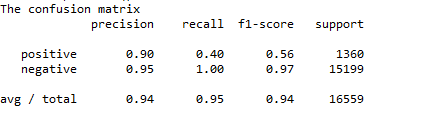 The confusion matrix
precision recall f1-score support
positive 0.90 0.40 0.56 1360
negative 0.95 1.00 0.97 15199
avg / total 0.94 0.95 0.94 16559